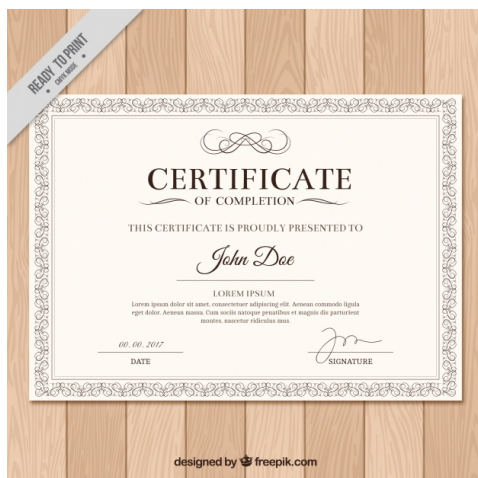 READY TO PRINT
CMYK MODE
CERTIFICATE
OF COMPLETION
THIS CERTIFICATE IS PROUDLY PRESENTED TO
John Doe
LOREM IPSUM
Lorem ipsum dolor sit amet, consectetuer adipiscing elit. Aenean commodo ligula
eget dolor. Aenean massa. Cum sociis natoque penatibus et magnis dis parturient
montes, nascetur ridiculus mus.
00. 00. 2017
DATE
SIGNATURE
designed by freepik.com